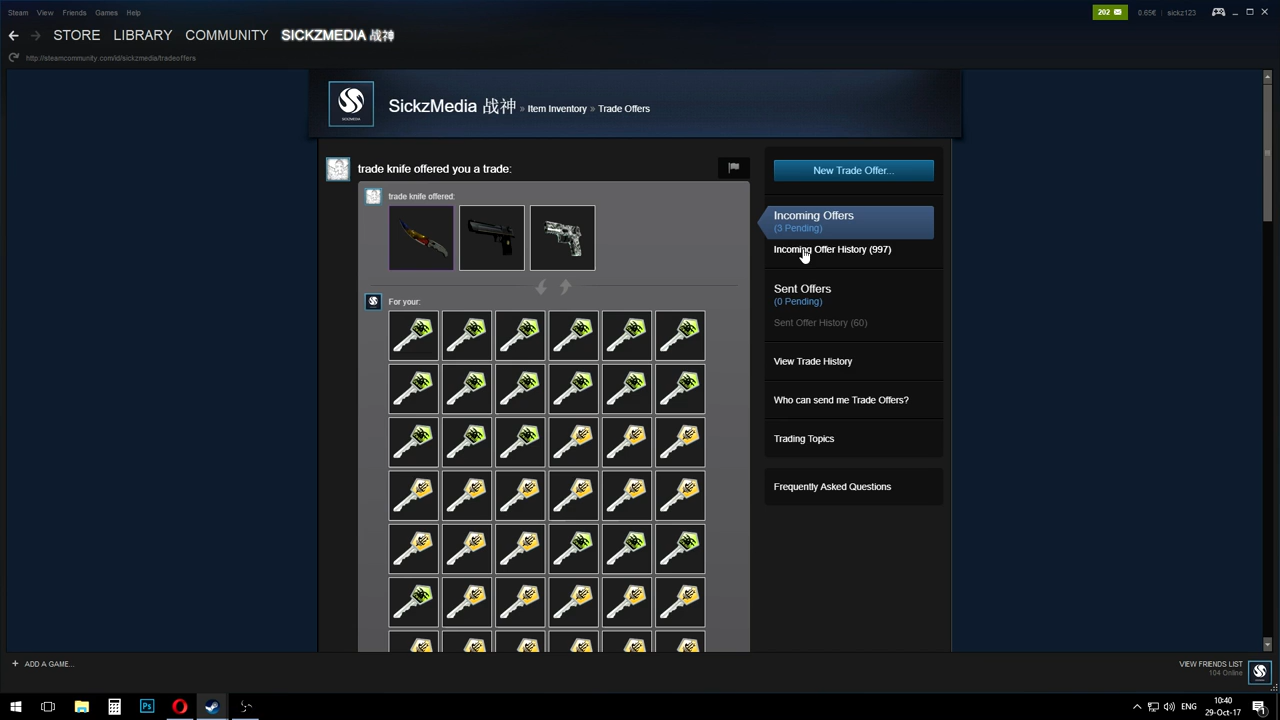 Steam View Friends Games Help
202
0.65€ sickz123
STORE LIBRARY COMMUNITY SICKZMEDIA 战神
http://steamcommunity.com/id/sickzmedia/tradeoffers
SickzMedia 战神 » Item Inventory » Trade Offers
SICKZMEDIA
trade knife offered you a trade:
trade knife offered:
For your:
New Trade Offer...
Incoming Offers
(3 Pending)
Incoming Offer History (997)
Sent Offers
(0 Pending)
Sent Offer History (60)
View Trade History
Who can send me Trade Offers?
Trading Topics
Frequently Asked Questions
+ ADD A GAME...
VIEW FRIENDS LIST
104 Online
Ps
ENG
10:40
29-Oct-17
1